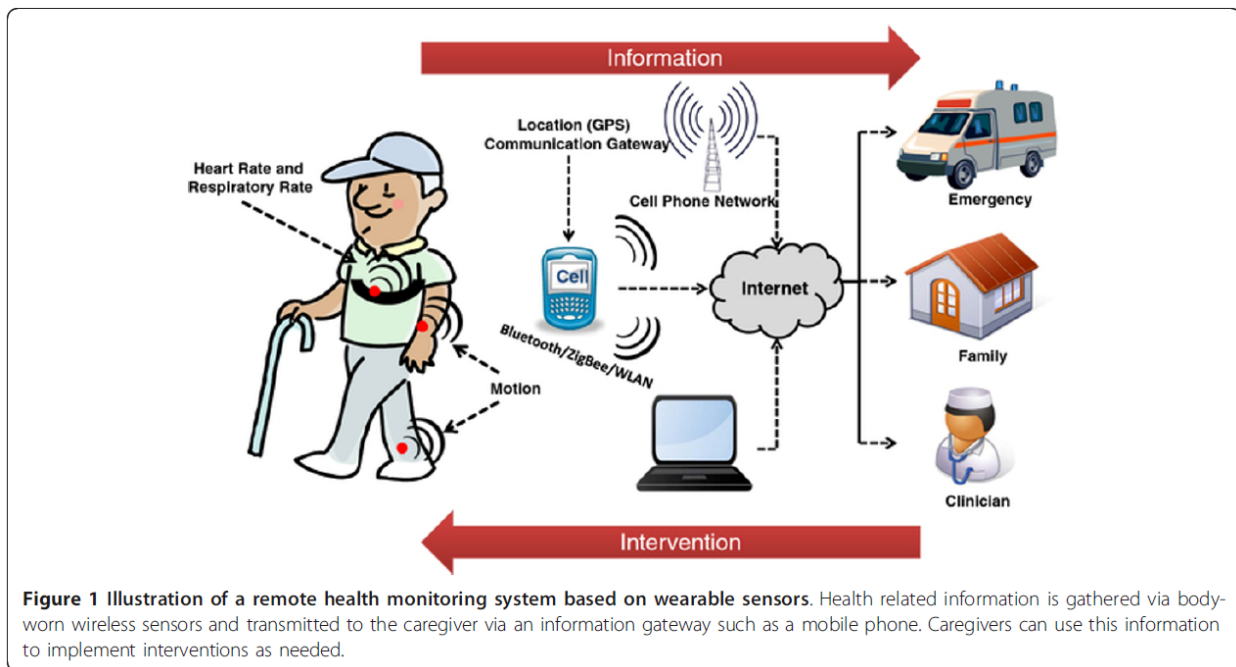 Information
Location (GPS)
Communication Gateway
Heart Rate and
Respiratory Rate
Cell Phone Network
Emergency
Cell
Internet
Bluetooth/ZigBee/WLAN
Motion
Family
Clinician
Intervention
Figure 1 Illustration of a remote health monitoring system based on wearable sensors. Health related information is gathered via body-
worn wireless sensors and transmitted to the caregiver via an information gateway such as a mobile phone. Caregivers can use this information
to implement interventions as needed.